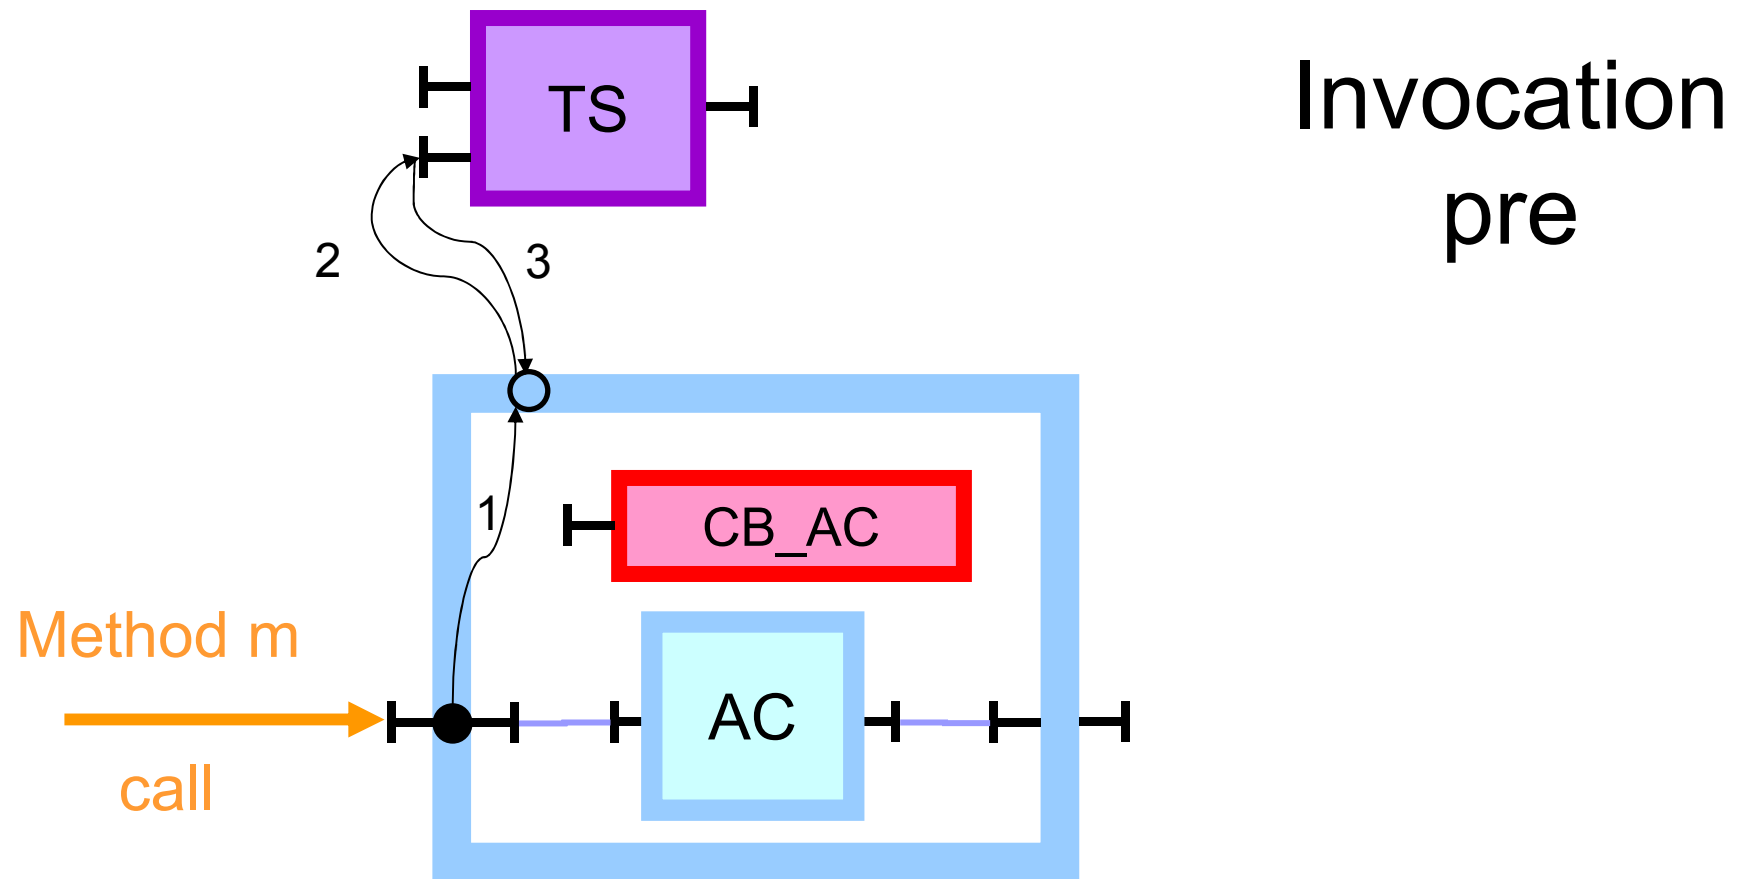 TS
Invocation
pre
2
3
1
CB_AC
Method m
AC
call